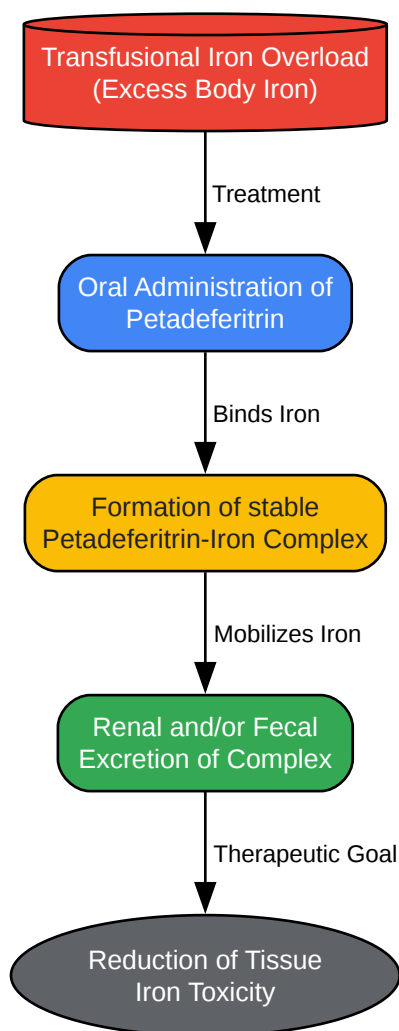 Transfusional Iron Overload
(Excess Body Iron)
Treatment
Oral Administration of
Petadeferitrin
Binds Iron
Formation of stable
Petadeferitrin-Iron Complex
Mobilizes Iron
Renal and/or Fecal
Excretion of Complex
Therapeutic Goal
Reduction of Tissue
Iron Toxicity